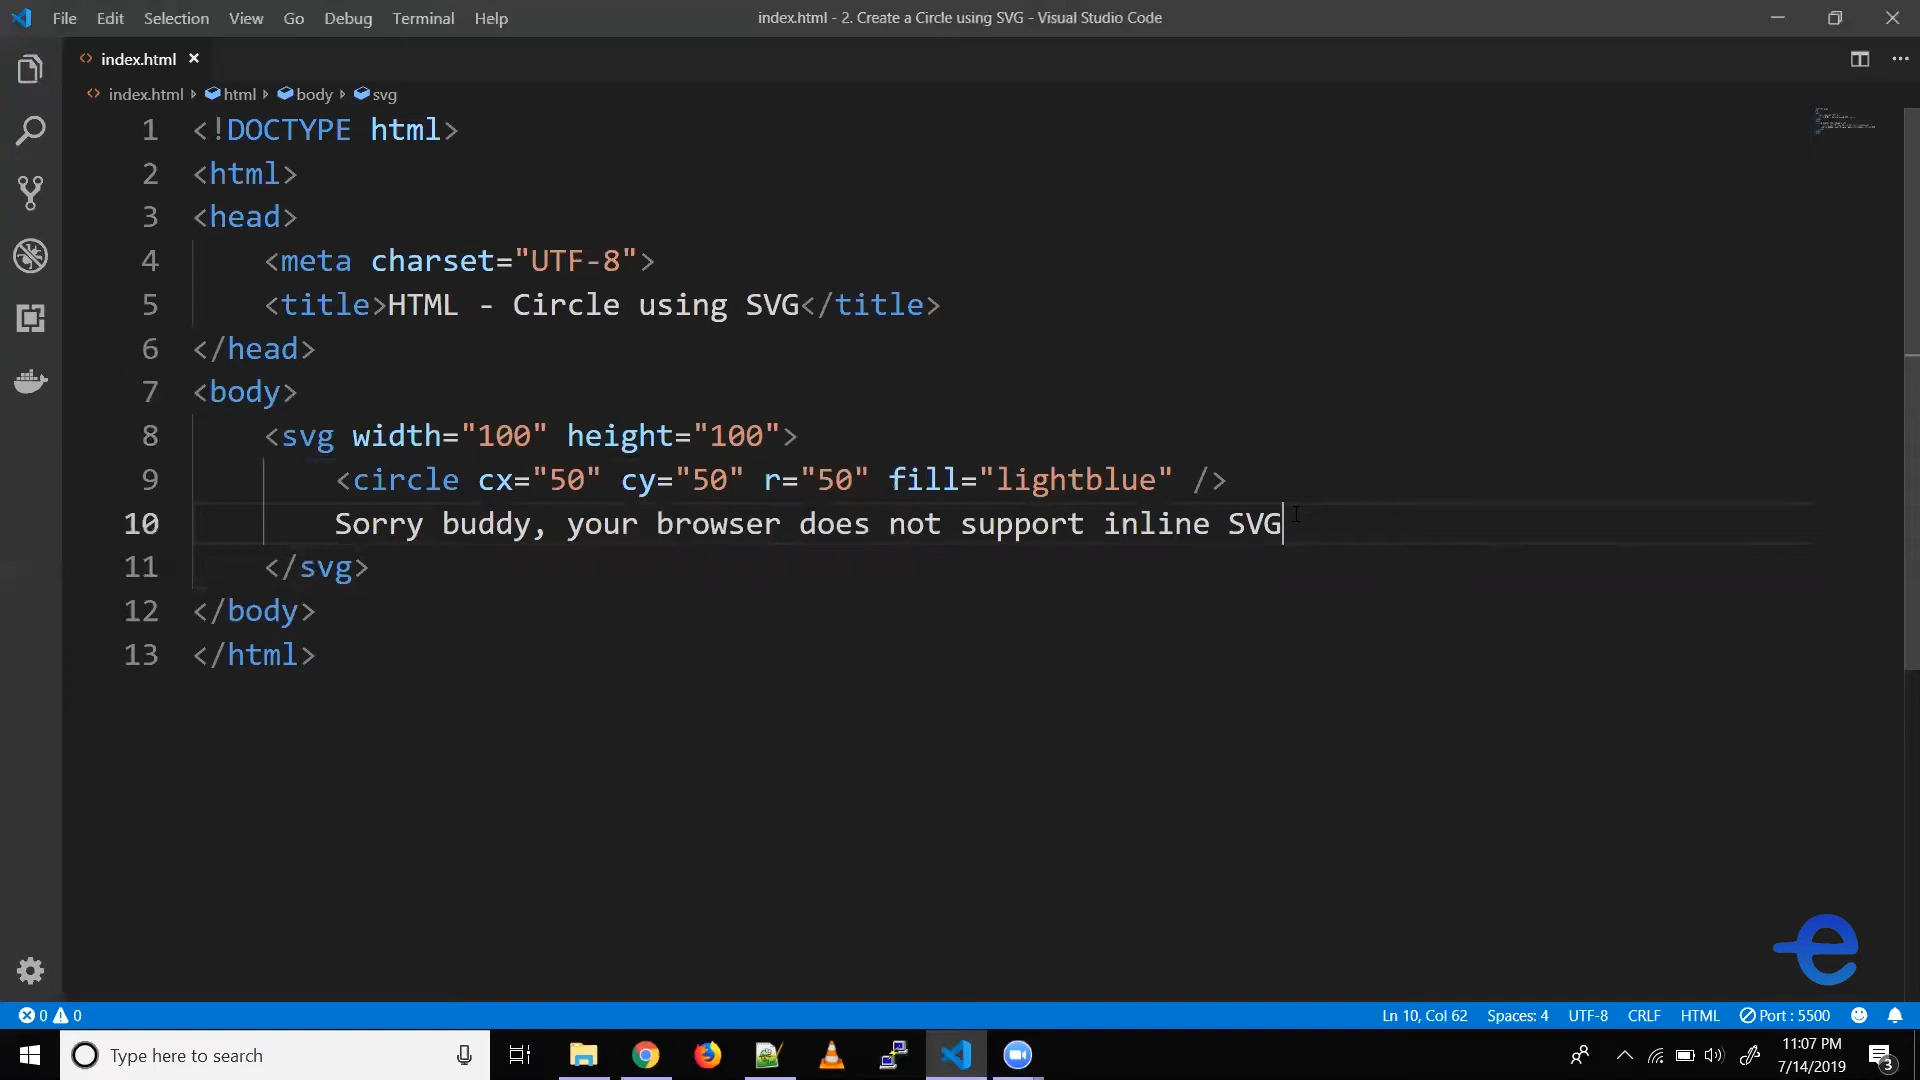 File Edit Selection View Go Debug Terminal Help
index.html - 2. Create a Circle using SVG - Visual Studio Code
index.html
index.html html body svg
1 <!DOCTYPE html>
2 <html>
3 <head>
4 <meta charset="UTF-8">
5 <title>HTML - Circle using SVG</title>
6 </head>
7 <body>
8 <svg width="100" height="100">
9 <circle cx="50" cy="50" r="50" fill="lightblue" />
10 Sorry buddy, your browser does not support inline SVG
11 </svg>
12 </body>
13 </html>
0 0
Ln 10, Col 62 Spaces: 4 UTF-8 CRLF HTML Port : 5500
Type here to search
11:07 PM
7/14/2019
3